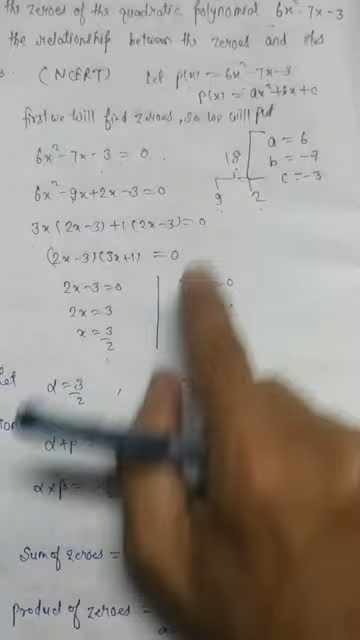 the zeroes of the quadratic polynomial 6x²-7x-3
the relationship between the zeroes and the
(NCERT) Let p(x) = 6x²-7x-3
p(x) = ax²+bx+c
first we will find zeroes, so we will put
a = 6
b = -7
c = -3
6x²-7x-3 = 0
18
9 2
6x²-9x+2x-3=0
3x(2x-3)+1(2x-3)=0
(2x-3)(3x+1) = 0
2x-3=0
=0
2x=3
x=3/2
Let α=3/2 ,
α+β =
α×β =
Sum of zeroes =
product of zeroes =